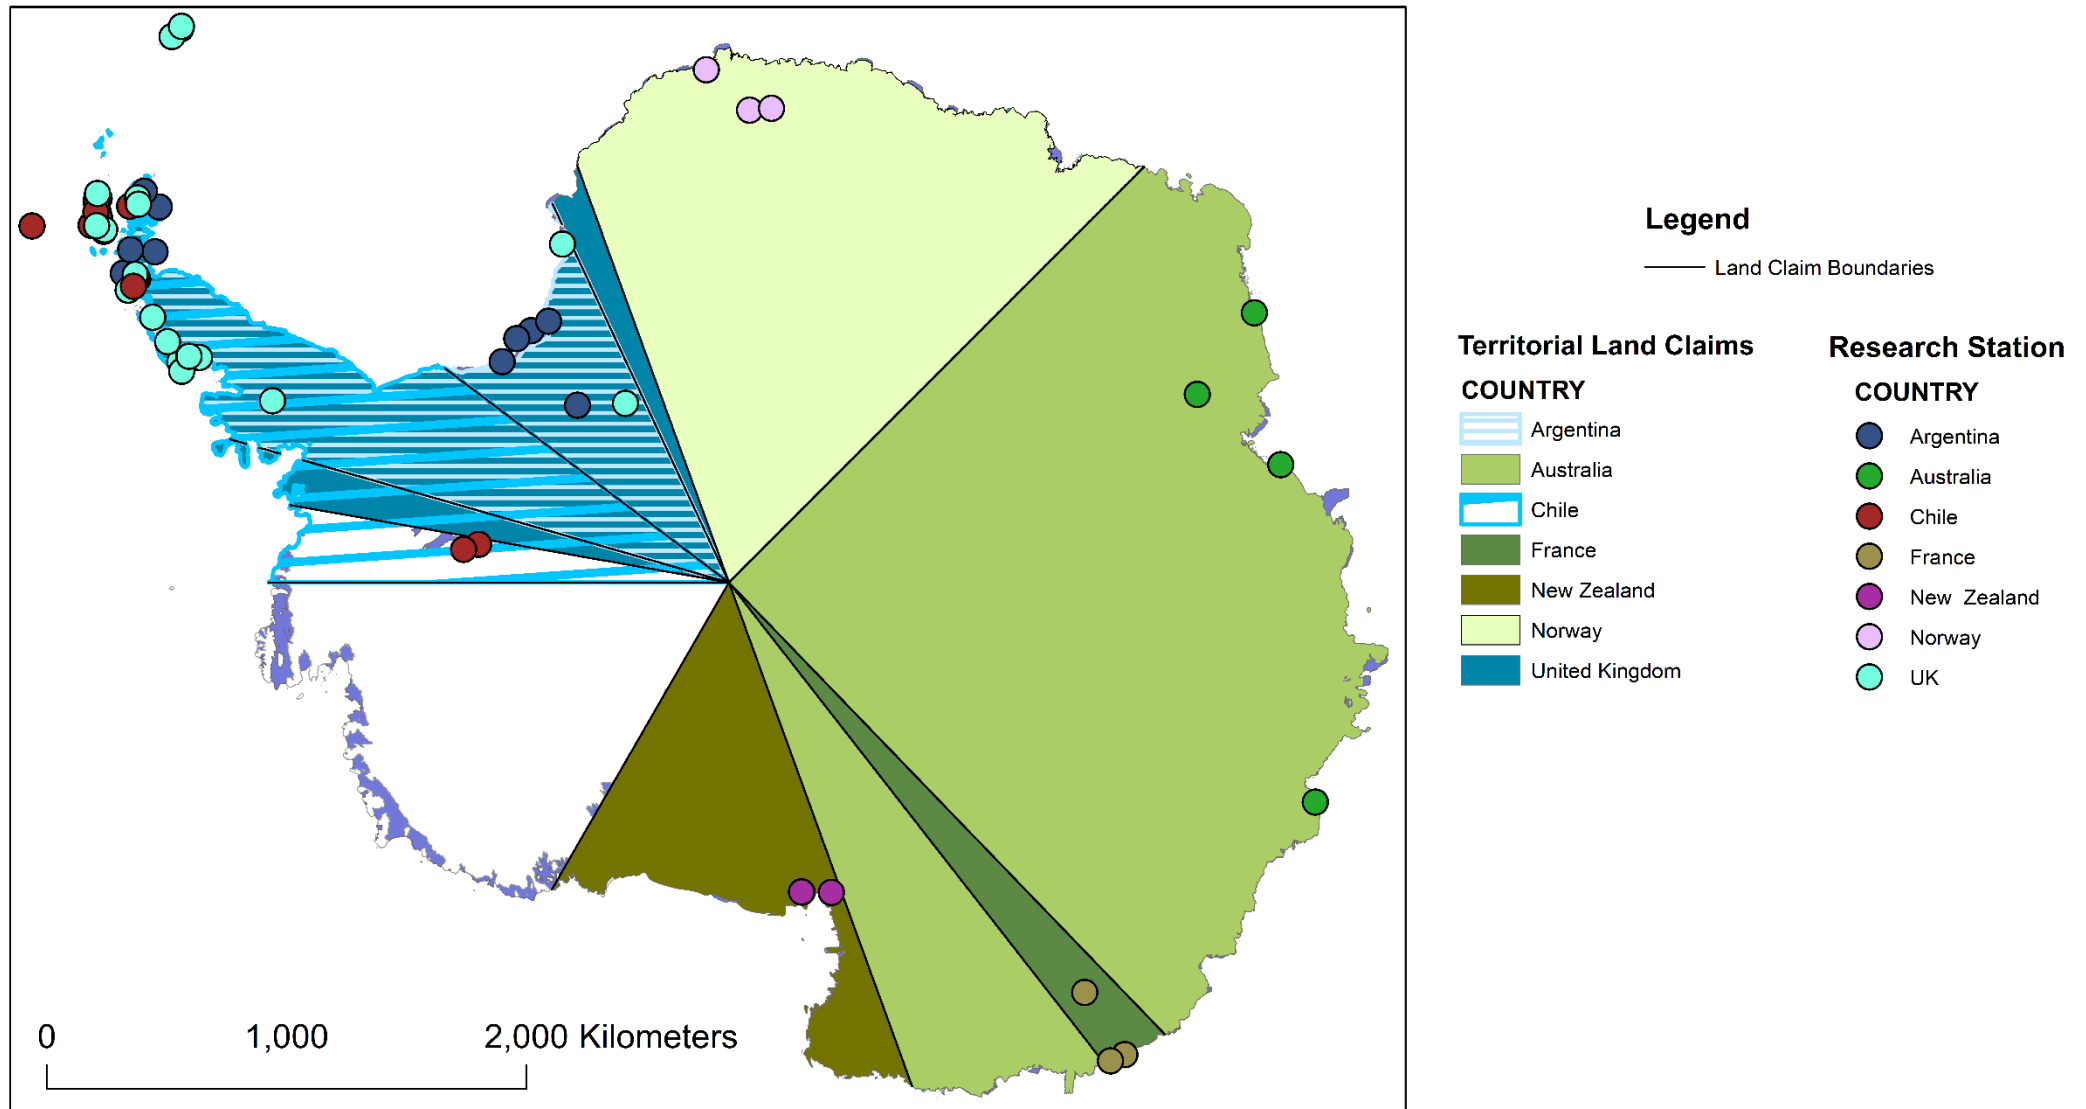 Legend
Land Claim Boundaries
Territorial Land Claims
COUNTRY
Argentina
Australia
Chile
France
New Zealand
Norway
United Kingdom
Research Station
COUNTRY
Argentina
Australia
Chile
France
New  Zealand
Norway
UK
0 1,000 2,000 Kilometers